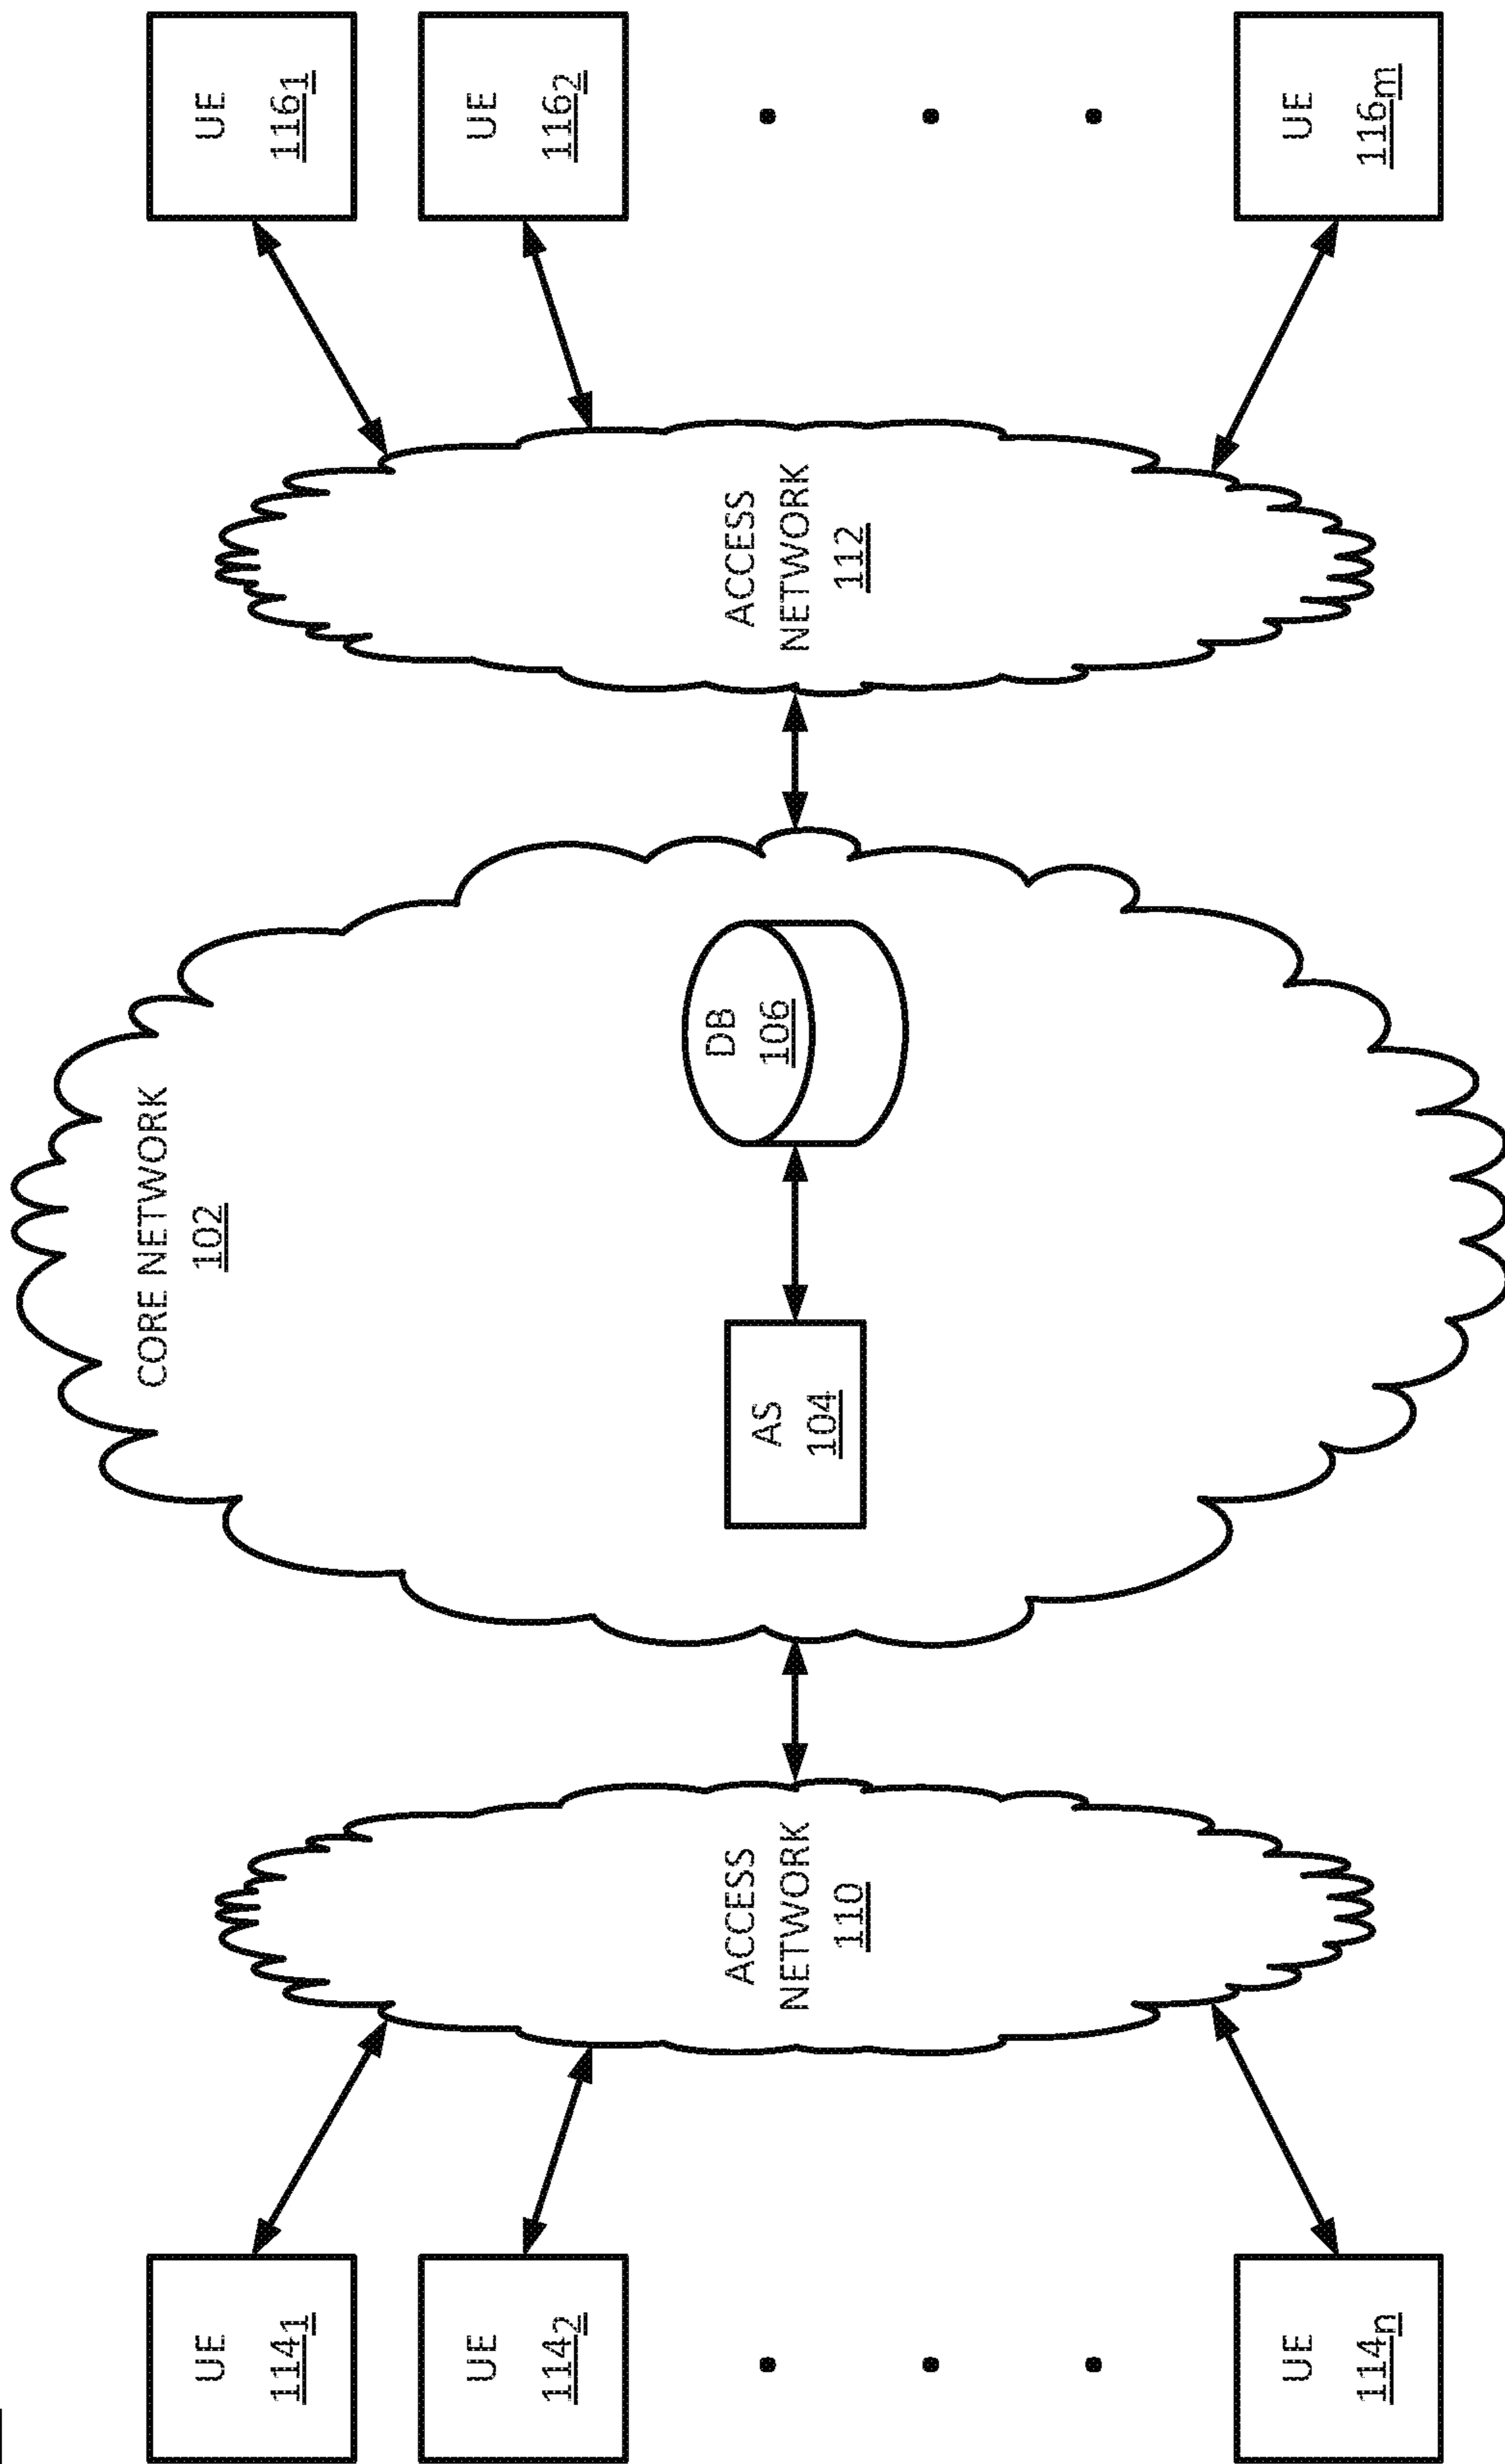 CORE NETWORK
102
UE
114₁
UE
114₂
UE
114ₙ
ACCESS
NETWORK
110
AS
104
DB
106
ACCESS
NETWORK
112
UE
116₁
UE
116₂
UE
116ₘ